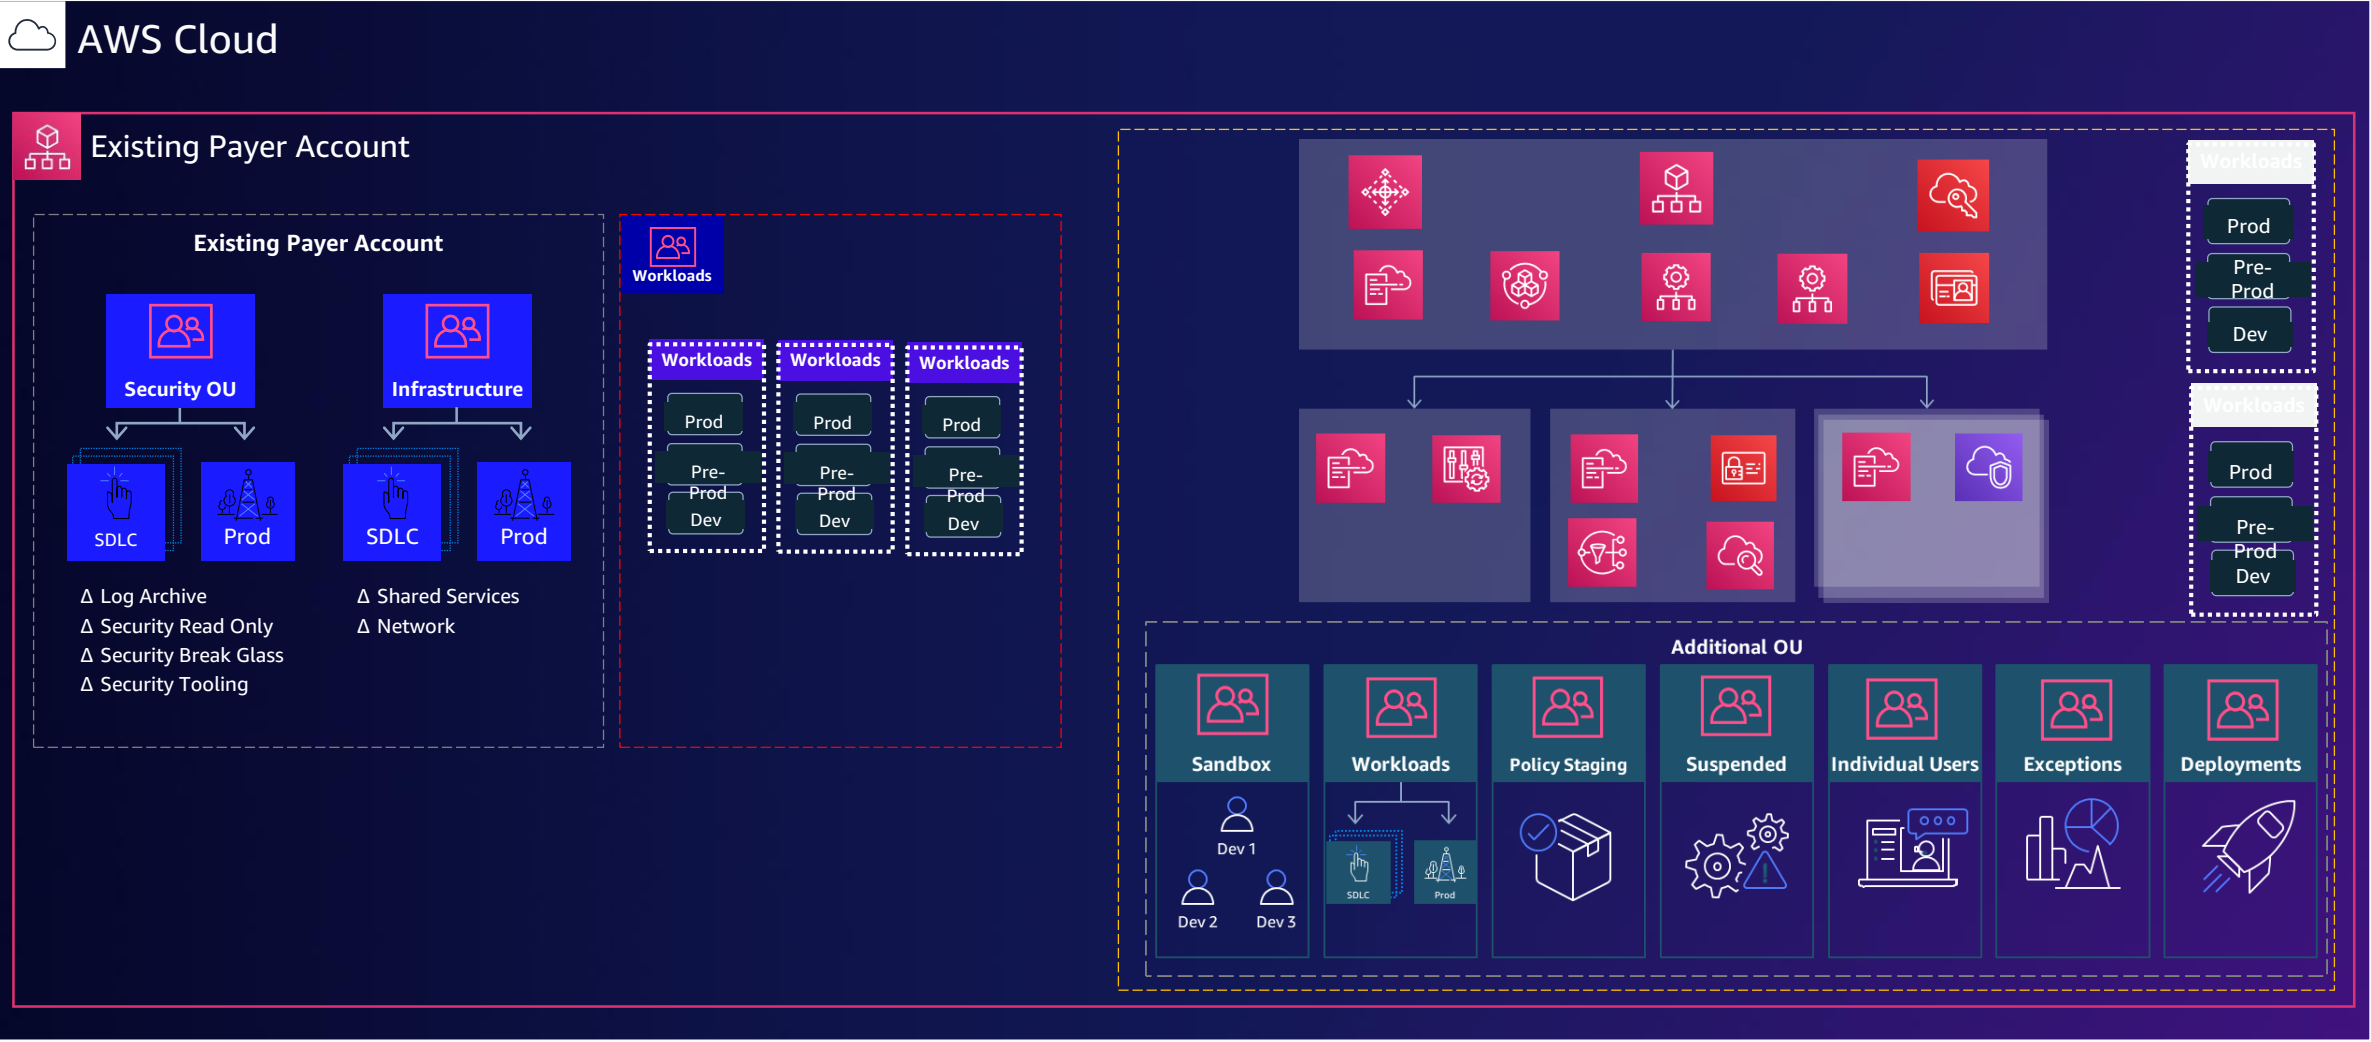 AWS Cloud
Existing Payer Account
Existing Payer Account
Security OU
Infrastructure
SDLC
Prod
SDLC
Prod
Δ Log Archive
Δ Security Read Only
Δ Security Break Glass
Δ Security Tooling
Δ Shared Services
Δ Network
Workloads
Workloads
Prod
Pre-
Prod
Dev
Workloads
Prod
Pre-
Prod
Dev
Workloads
Prod
Pre-
Prod
Dev
Workloads
Prod
Pre-
Prod
Dev
Workloads
Prod
Pre-
Prod
Dev
Additional OU
Sandbox
Dev 1
Dev 2
Dev 3
Workloads
SDLC
Prod
Policy Staging
Suspended
Individual Users
Exceptions
Deployments